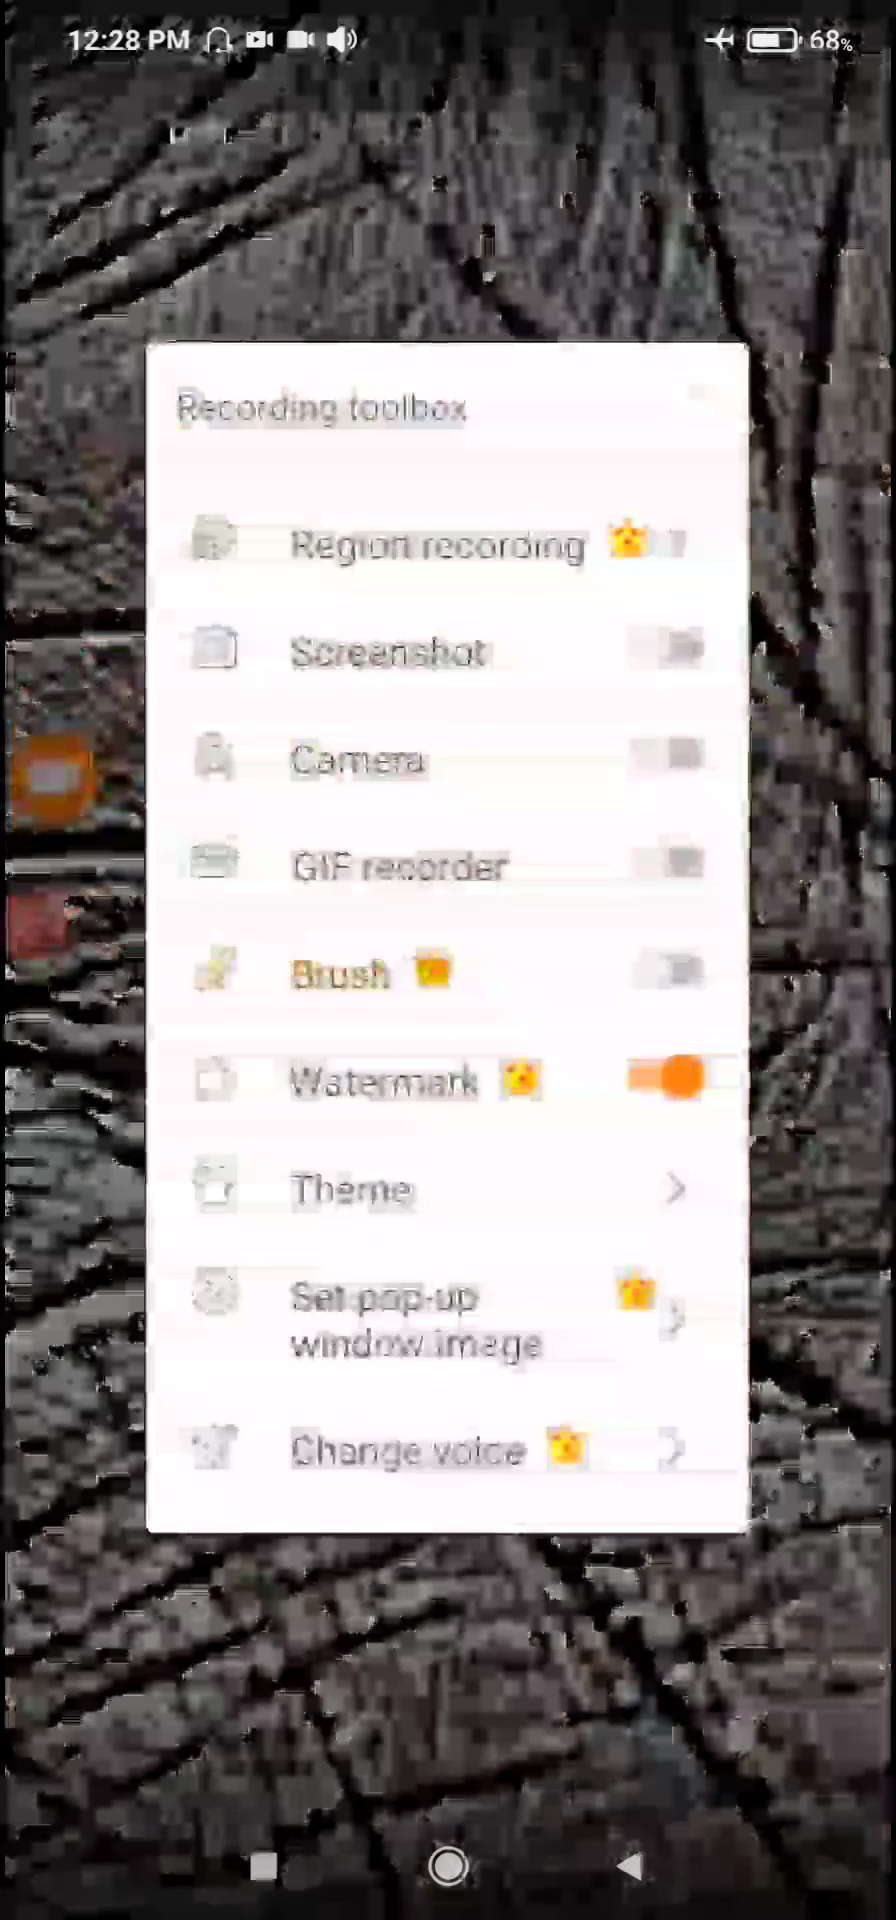 12:28 PM
68%
Recording toolbox
Region recording
Screenshot
Camera
GIF recorder
Brush
Watermark
Theme
Set pop-up
window image
Change voice